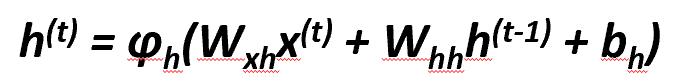 h⁽ᵗ⁾ = φₕ(Wₓₕx⁽ᵗ⁾ + Wₕₕh⁽ᵗ⁻¹⁾ + bₕ)